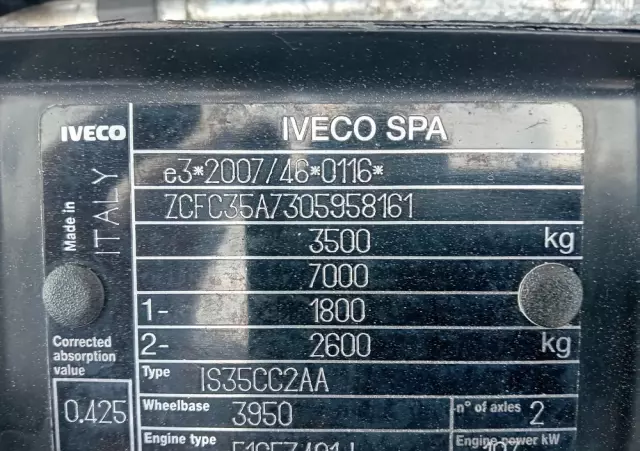 IVECO
IVECO SPA
Made in ITALY
e3*2007/46*0116*
ZCFC35A7305958161
3500 kg
7000
1- 1800
2- 2600 kg
Corrected
absorption
value
0.425
Type IS35CC2AA
Wheelbase 3950
n° of axles 2
Engine type
Engine power kW